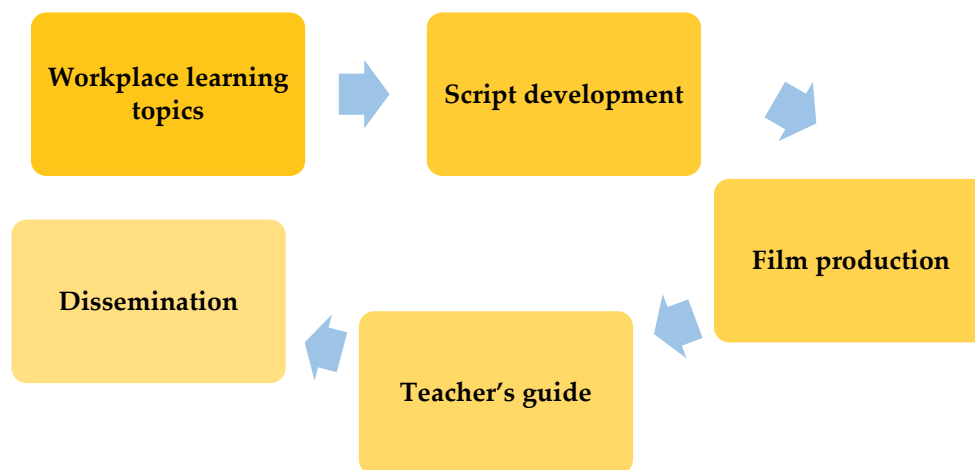 Workplace learning
topics
Script development
Film production
Teacher’s guide
Dissemination